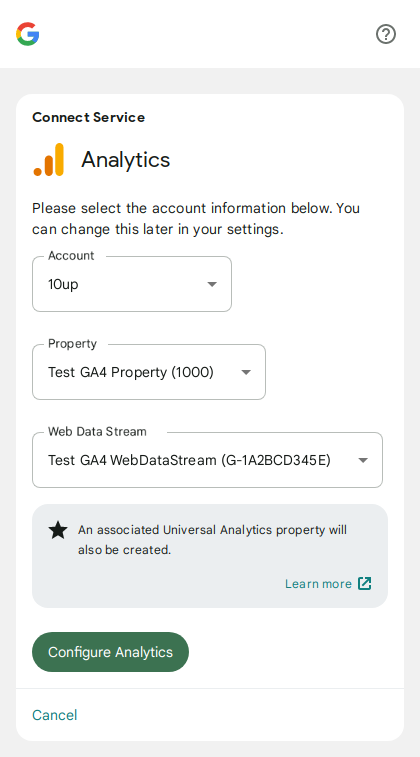 Connect Service
Analytics
Please select the account information below. You
can change this later in your settings.
Account
10up
Property
Test GA4 Property (1000)
Web Data Stream
Test GA4 WebDataStream (G-1A2BCD345E)
An associated Universal Analytics property will
also be created.
Learn more
Configure Analytics
Cancel